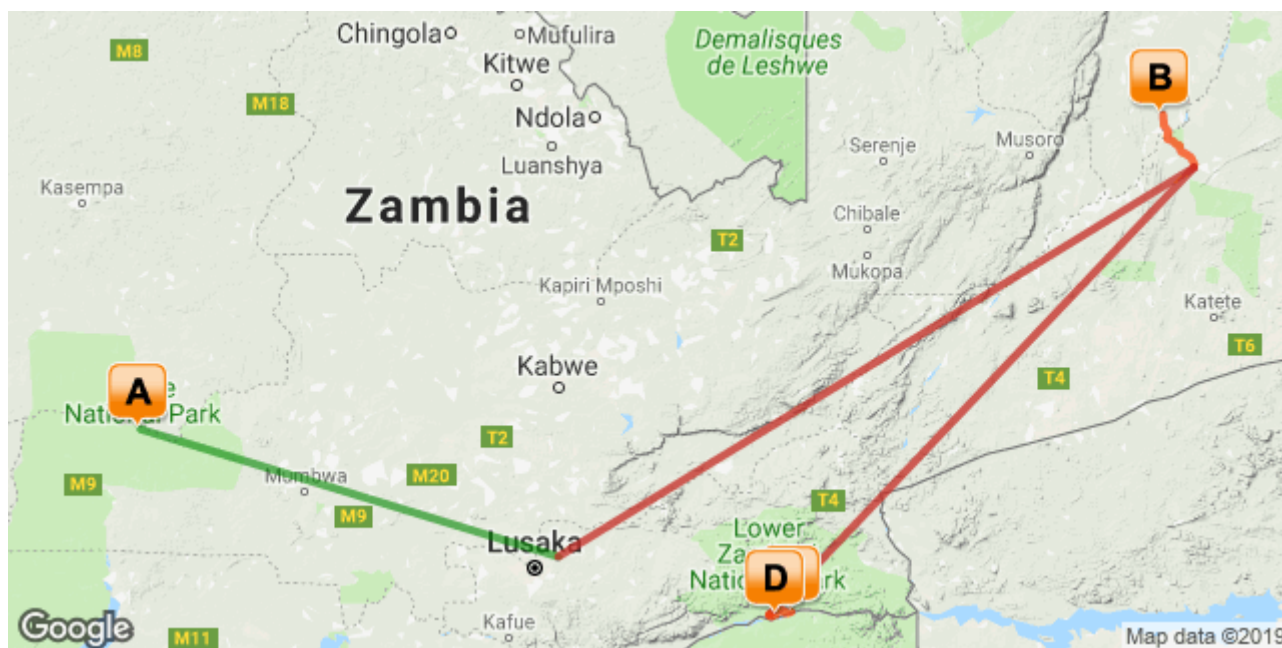 Chingola
Mufulira
Demalisques
de Leshwe
M8
Kitwe
B
M18
Ndola
Luanshya
Serenje
Musoro
Kasempa
Zambia
Chibale
T2
Mukopa
Kapiri Mposhi
Katete
T6
Kabwe
T4
A
National Park
T2
M20
Mumbwa
M9
M9
T4
Lusaka
Lower
National Park
D
Kafue
Google
M11
Map data ©2019